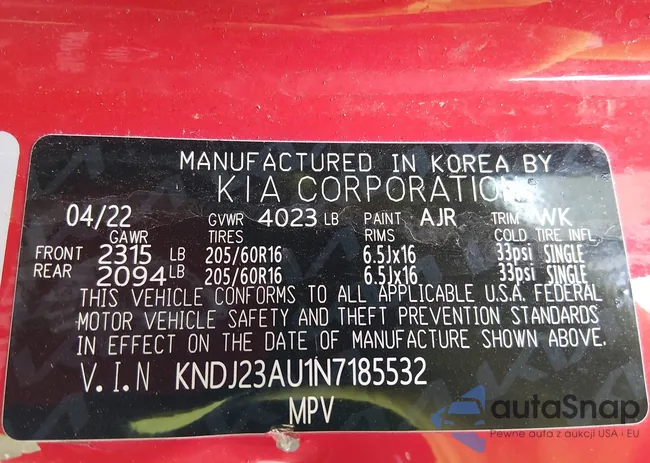 MANUFACTURED IN KOREA BY
KIA CORPORATION
04/22 GVWR 4023 LB PAINT AJR TRIM WK
GAWR TIRES RIMS COLD TIRE INFL
FRONT 2315 LB 205/60R16 6.5Jx16 33psi SINGLE
REAR 2094 LB 205/60R16 6.5Jx16 33psi SINGLE
THIS VEHICLE CONFORMS TO ALL APPLICABLE U.S.A. FEDERAL
MOTOR VEHICLE SAFETY AND THEFT PREVENTION STANDARDS
IN EFFECT ON THE DATE OF MANUFACTURE SHOWN ABOVE.
V.I.N KNDJ23AU1N7185532
MPV
autaSnap
Pewne auta z aukcji USA i EU